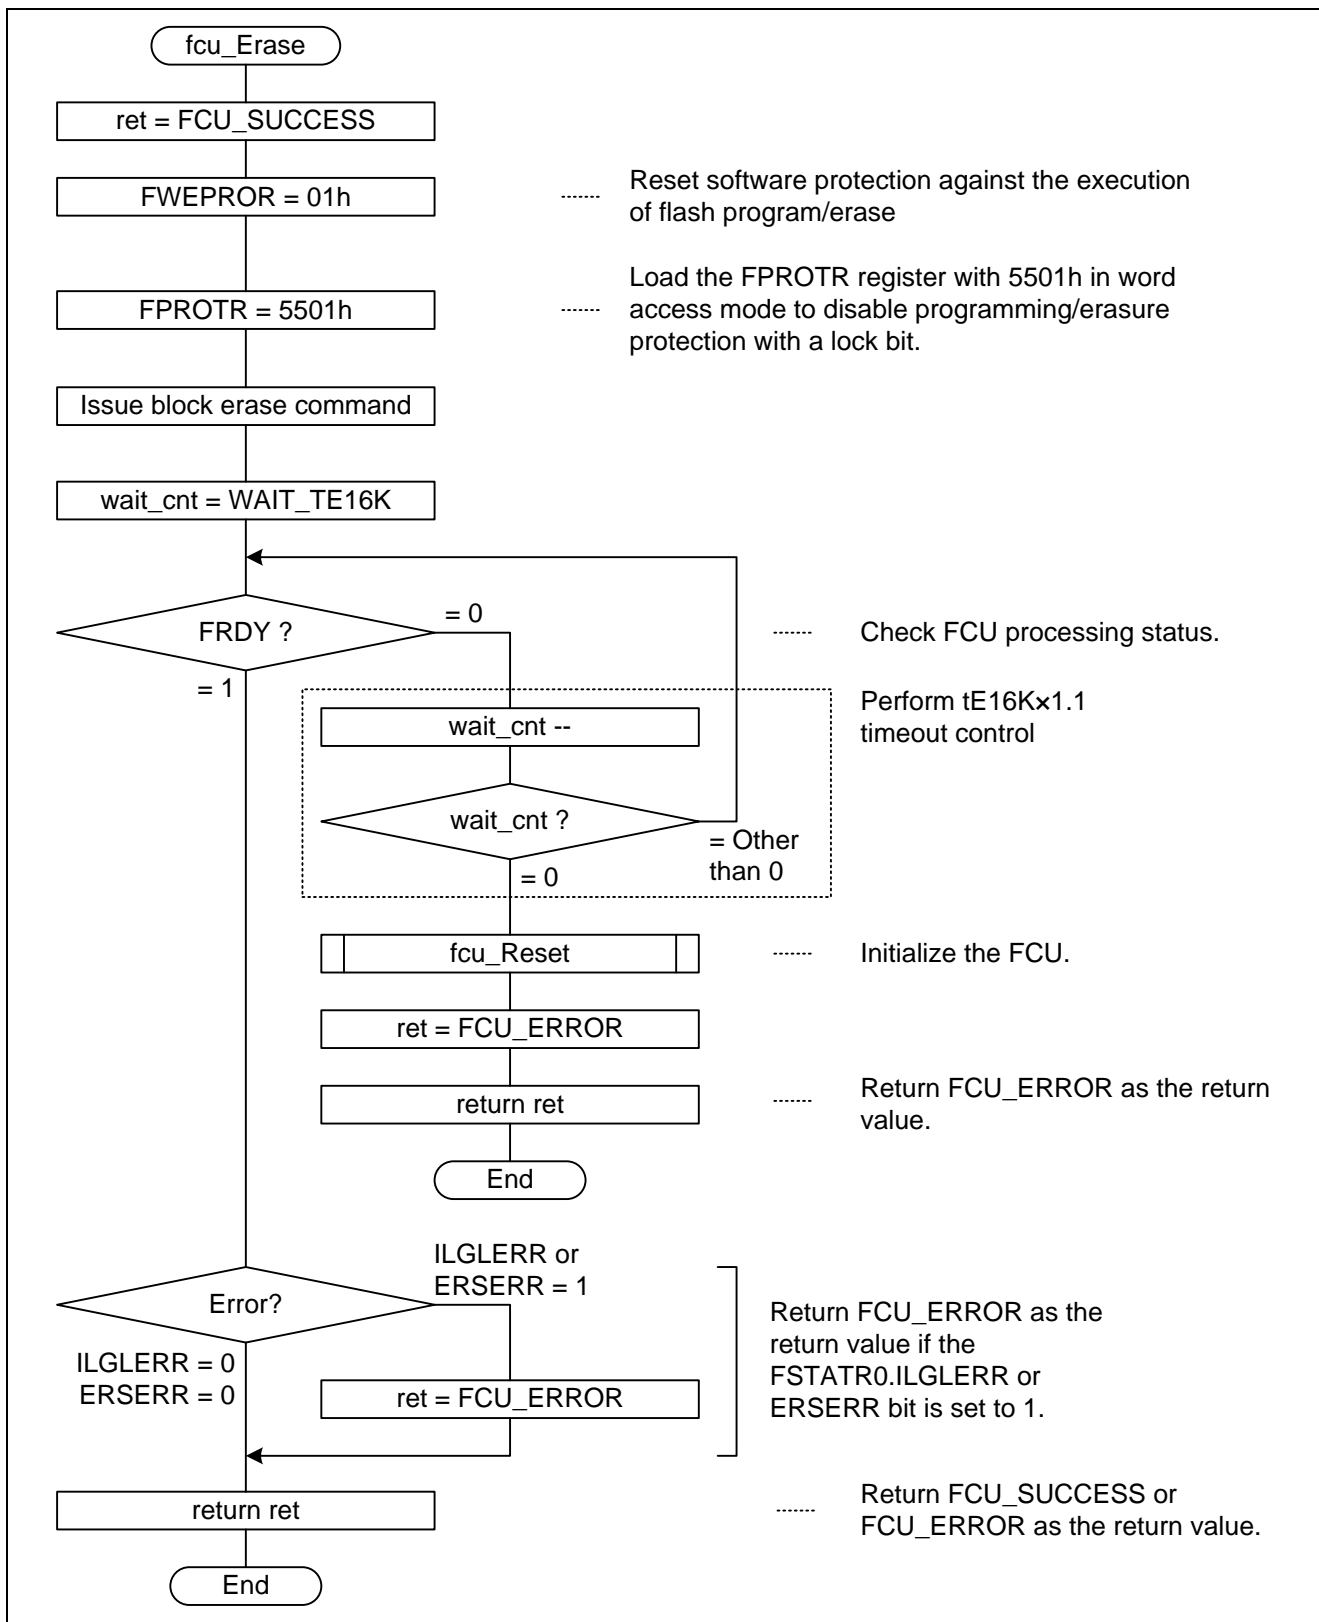 fcu_Erase
ret = FCU_SUCCESS
FWEPROR = 01h
Reset software protection against the execution
of flash program/erase
FPROTR = 5501h
Load the FPROTR register with 5501h in word
access mode to disable programming/erasure
protection with a lock bit.
Issue block erase command
wait_cnt = WAIT_TE16K
FRDY ?
= 0
= 1
Check FCU processing status.
wait_cnt --
Perform tE16K×1.1
timeout control
wait_cnt ?
= Other
than 0
= 0
fcu_Reset
Initialize the FCU.
ret = FCU_ERROR
return ret
Return FCU_ERROR as the return
value.
End
Error?
ILGLERR or
ERSERR = 1
ILGLERR = 0
ERSERR = 0
ret = FCU_ERROR
Return FCU_ERROR as the
return value if the
FSTATR0.ILGLERR or
ERSERR bit is set to 1.
return ret
Return FCU_SUCCESS or
FCU_ERROR as the return value.
End